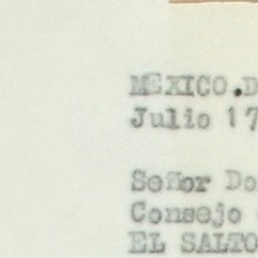 MEXICO.D
Julio 17
Señor Do
Consejo
EL SALTO